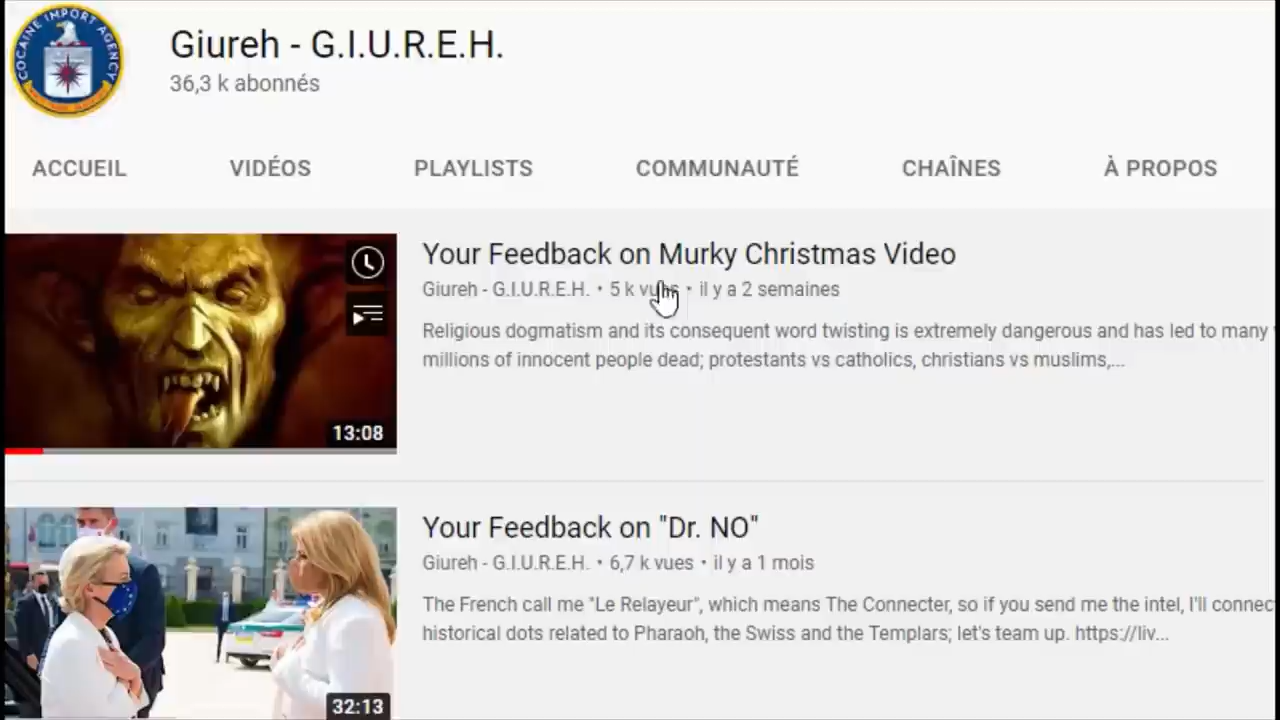 COCAINE IMPORT AGENCY
Giureh - G.I.U.R.E.H.
36,3 k abonnés
ACCUEIL VIDÉOS PLAYLISTS COMMUNAUTÉ CHAÎNES À PROPOS
Your Feedback on Murky Christmas Video
Giureh - G.I.U.R.E.H. • 5 k vues • il y a 2 semaines
Religious dogmatism and its consequent word twisting is extremely dangerous and has led to many
millions of innocent people dead; protestants vs catholics, christians vs muslims,...
13:08
Your Feedback on "Dr. NO"
Giureh - G.I.U.R.E.H. • 6,7 k vues • il y a 1 mois
The French call me "Le Relayeur", which means The Connecter, so if you send me the intel, I'll connec
historical dots related to Pharaoh, the Swiss and the Templars; let's team up. https://liv...
32:13